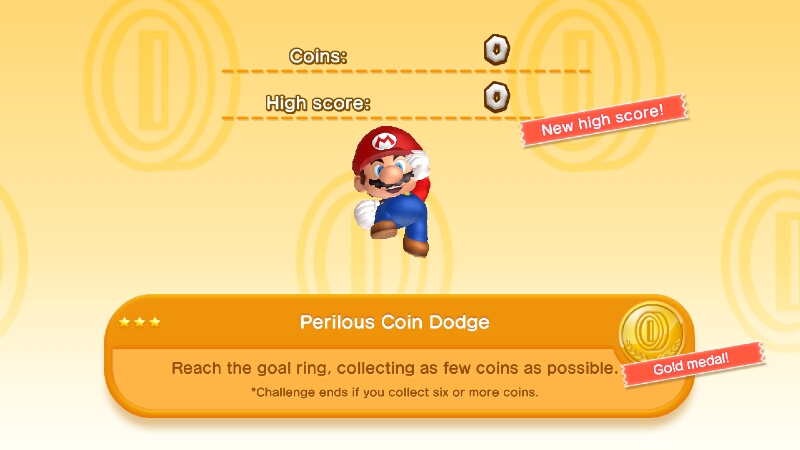 Coins: 0
High score: 0
New high score!
M
Perilous Coin Dodge
Reach the goal ring, collecting as few coins as possible.
Gold medal!
*Challenge ends if you collect six or more coins.